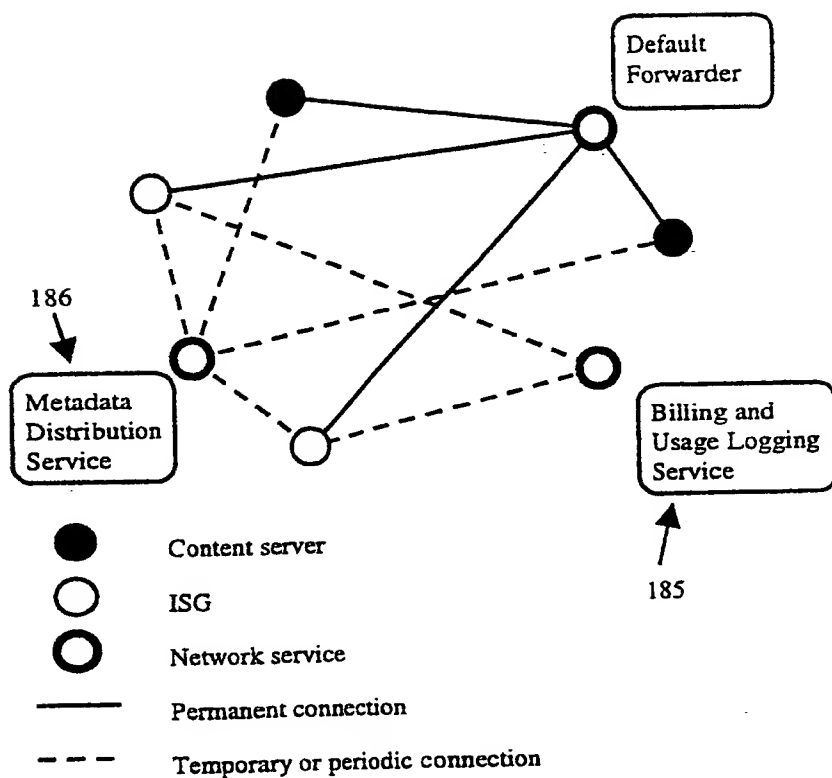 Default
Forwarder
186
Metadata
Distribution
Service
Billing and
Usage Logging
Service
185
Content server
ISG
Network service
Permanent connection
Temporary or periodic connection